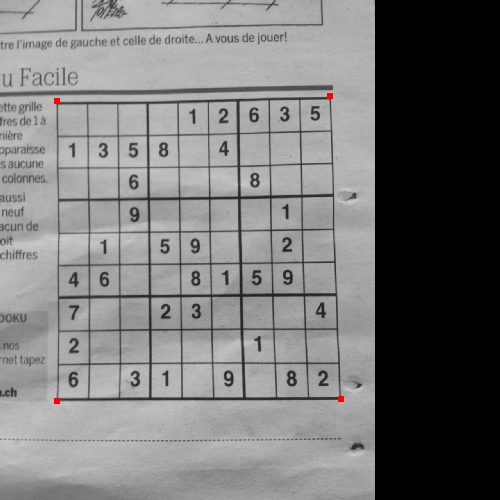 tre l'image de gauche et celle de droite... A vous de jouer!
u Facile
ette grille
fres de 1 à
nière
pparaisse
s aucune
colonnes.
aussi
neuf
acun de
oit
chiffres
DOKU
nos
rnet tapez
.ch
1 2 6 3 5
1 3 5 8 4
6 8
9 1
1 5 9 2
4 6 8 1 5 9
7 2 3 4
2 1
6 3 1 9 8 2